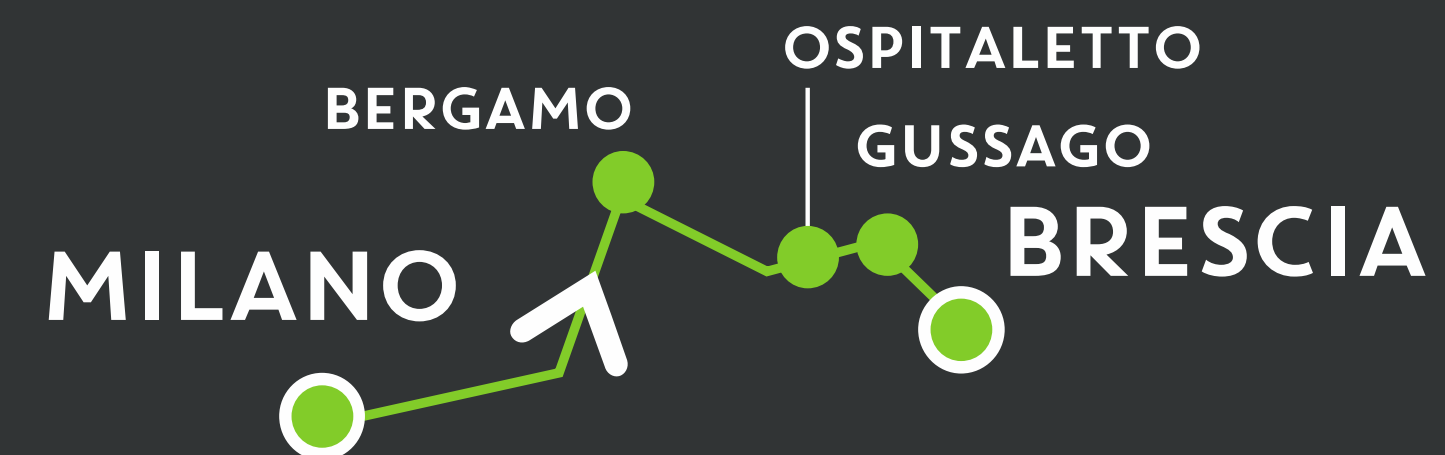 OSPITALETTO
BERGAMO
GUSSAGO
BRESCIA
MILANO